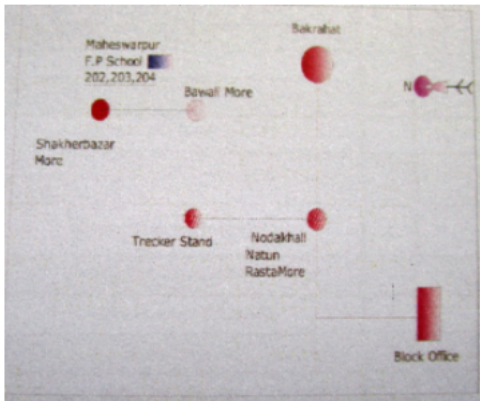 Bakrahat
Maheswarpur
F.P School
202,203,204
N
Bawali More
Shakherbazar
More
Trecker Stand
Nodakhali
Natun
RastaMore
Block Office